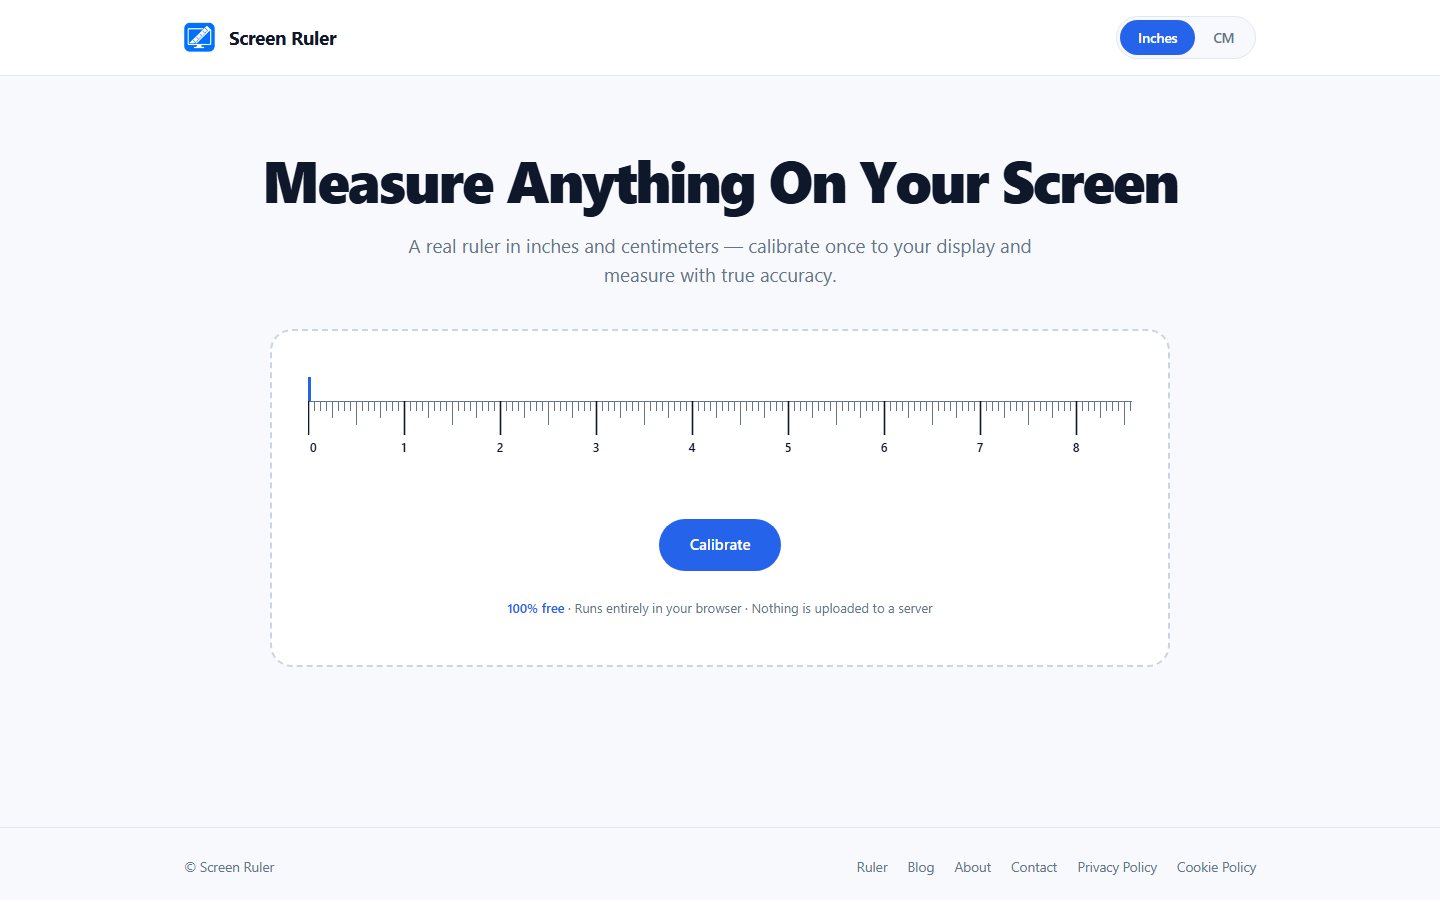 Screen Ruler
Inches CM
Measure Anything On Your Screen
A real ruler in inches and centimeters — calibrate once to your display and
measure with true accuracy.
0 1 2 3 4 5 6 7 8
Calibrate
100% free · Runs entirely in your browser · Nothing is uploaded to a server
© Screen Ruler
Ruler Blog About Contact Privacy Policy Cookie Policy